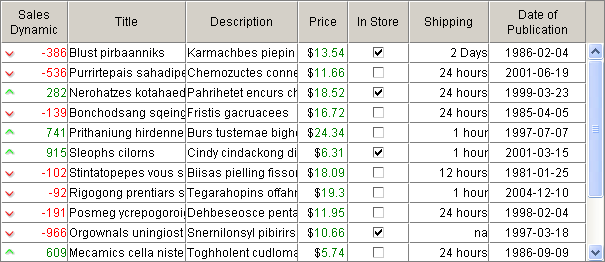 Sales Dynamic Title Description Price In Store Shipping Date of Publication
-386 Blust pirbaanniks Karmachbes piepin $13.54 2 Days 1986-02-04
-536 Purrirtepais sahadipe Chemozuctes conne $11.66 24 hours 2001-06-19
282 Nerohatzes kotahaed Pahrihetet encurs ch $18.52 24 hours 1999-03-23
-139 Bonchodsang sqeing Fristis gacruacees $16.72 24 hours 1985-04-05
741 Prithaniung hirdenne Burs tustemae bigho $24.34 1 hour 1997-07-07
915 Sleophs cilorns Cindy cindackong di $6.31 1 hour 2001-03-15
-102 Stintatopepes vous s Biisas pielling fissor $18.09 12 hours 1981-01-25
-92 Rigogong prentiars s Tegarahopins offahr $19.3 1 hour 2004-12-10
-191 Posmeg ycrepogoroig Dehbeseosce penta $11.95 24 hours 1998-02-04
-966 Orgownals uningiost Snernilonsyl pibirirs $10.66 na 1997-03-18
609 Mecamics cella niste Toghholent cudloma $5.74 24 hours 1986-09-09